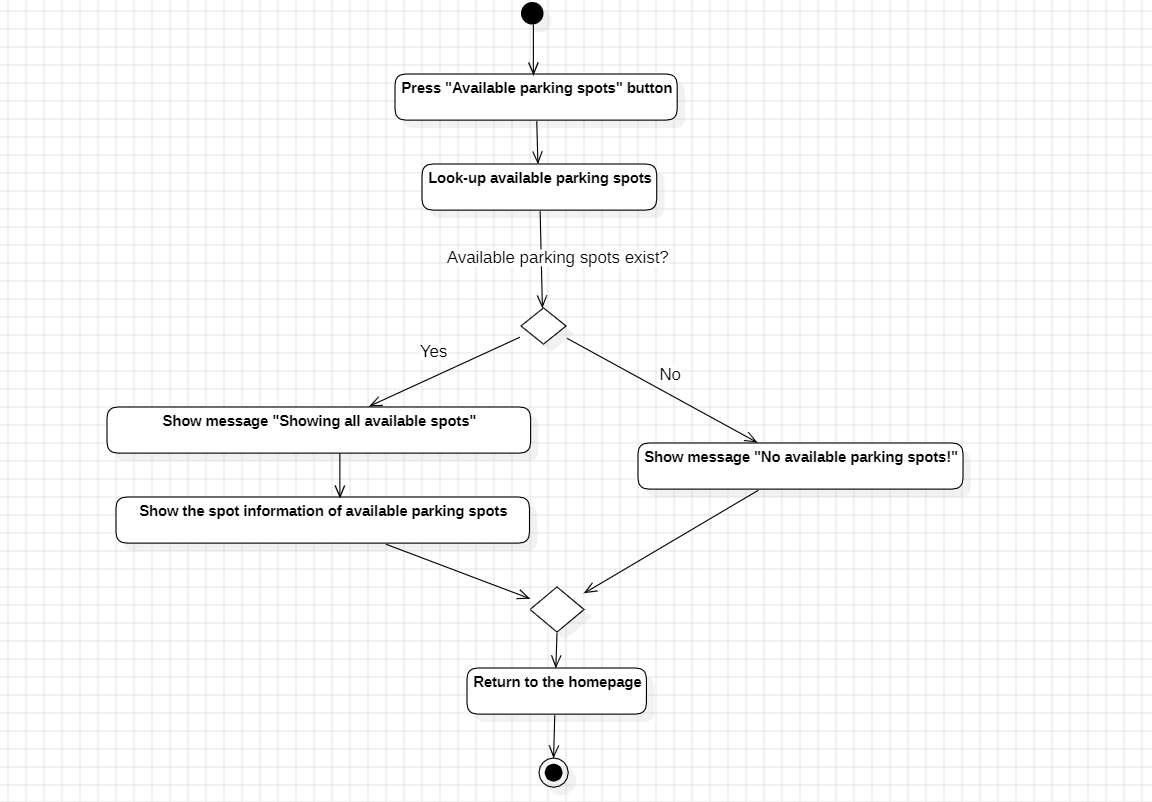 Press "Available parking spots" button
Look-up available parking spots
Available parking spots exist?
Yes
No
Show message "Showing all available spots"
Show message "No available parking spots!"
Show the spot information of available parking spots
Return to the homepage